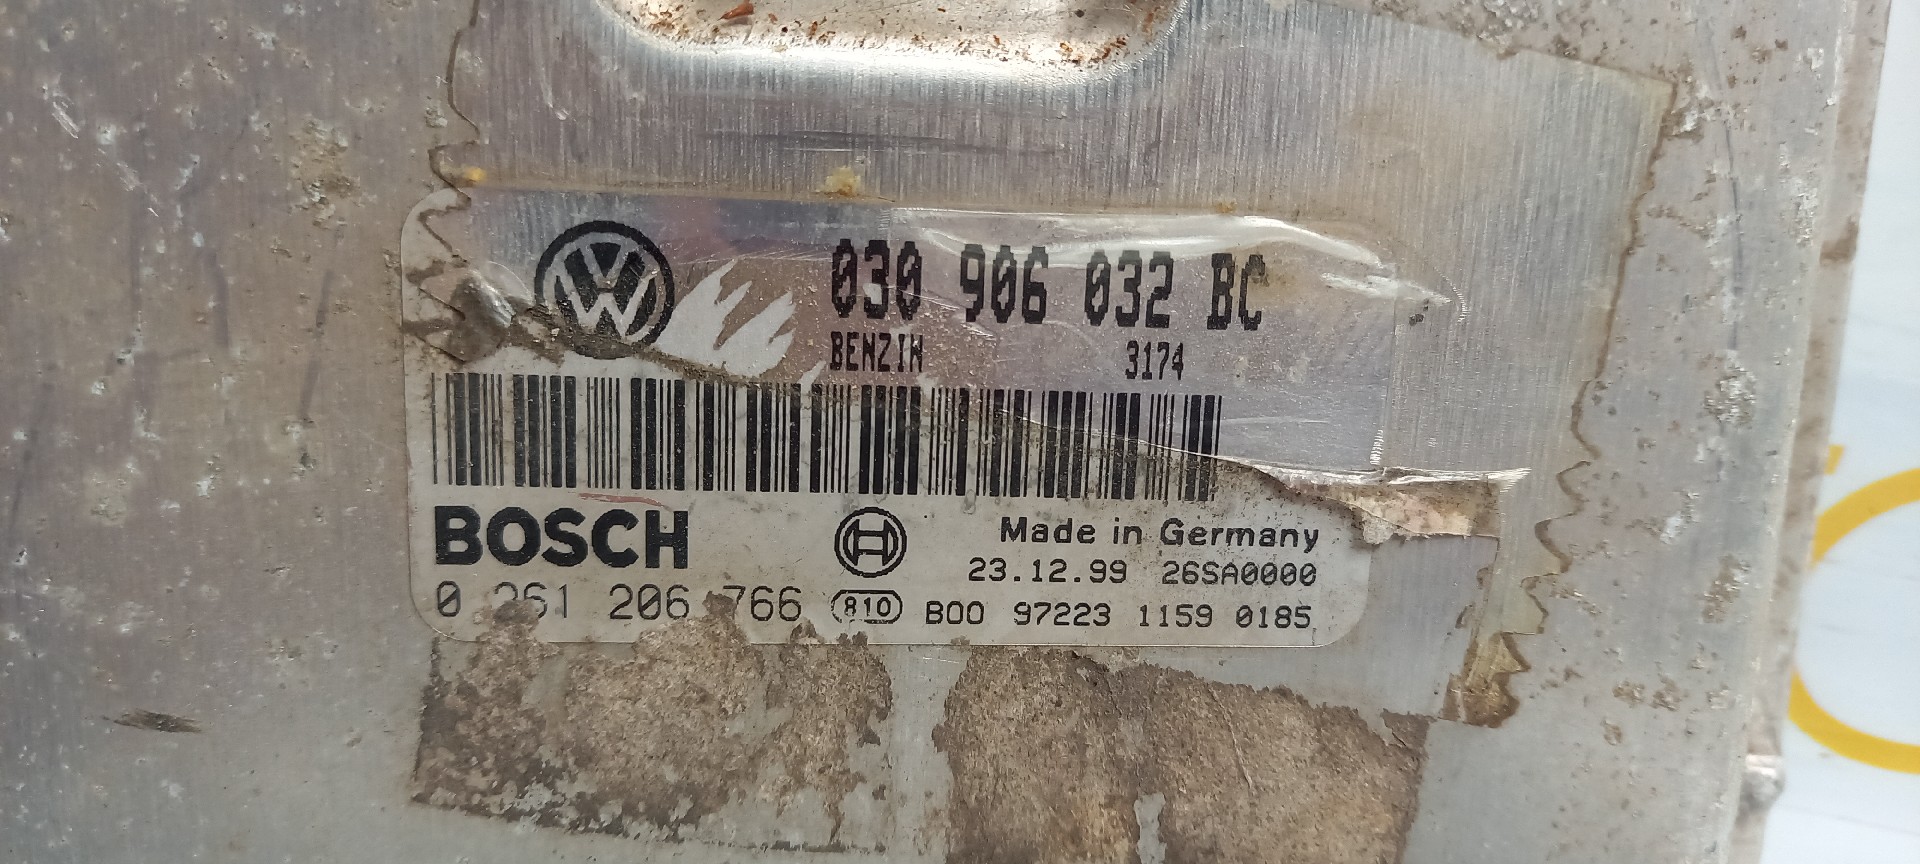 030 906 032 BC
BENZIN 3174
BOSCH
Made in Germany
23.12.99 26SA0000
0 261 206 766 810 B00 97223 1159 0185